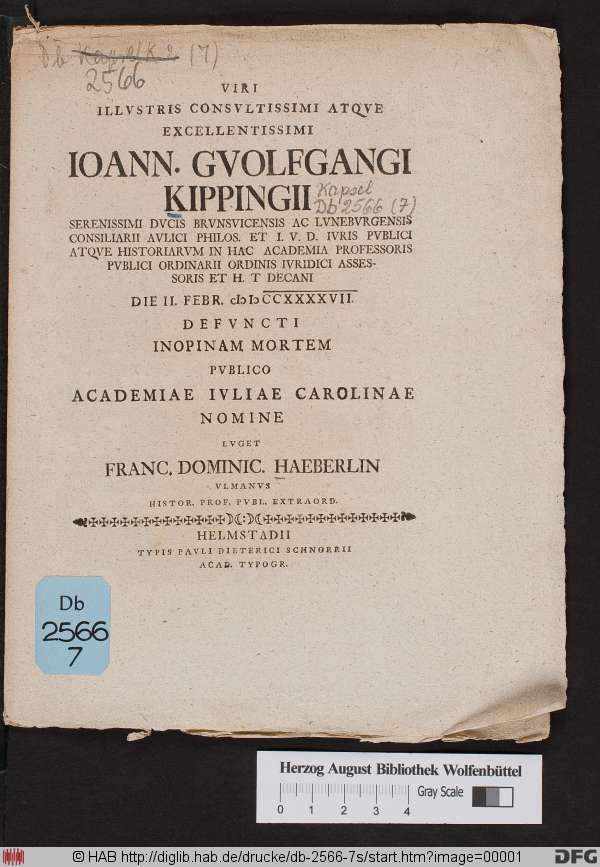 Db Kapsel K 2 (7)
2566
VIRI
ILLVSTRIS CONSVLTISSIMI ATQVE
EXCELLENTISSIMI
IOANN. GVOLFGANGI
KIPPINGII
Kapsel
Db 2566 (7)
SERENISSIMI DVCIS BRVNSVICENSIS AC LVNEBVRGENSIS
CONSILIARII AVLICI PHILOS. ET I. V. D. IVRIS PVBLICI
ATQVE HISTORIARVM IN HAC ACADEMIA PROFESSORIS
PVBLICI ORDINARII ORDINIS IVRIDICI ASSES-
SORIS ET H. T DECANI
DIE II. FEBR. cIↄIↄCCXXXXVII.
DEFVNCTI
INOPINAM MORTEM
PVBLICO
ACADEMIAE IVLIAE CAROLINAE
NOMINE
LVGET
FRANC. DOMINIC. HAEBERLIN
VLMANVS
HISTOR. PROF. PVBL. EXTRAORD.
HELMSTADII
TYPIS PAVLI DIETERICI SCHNORRII
ACAD. TYPOGR.
Db
2566
7
Herzog August Bibliothek Wolfenbüttel
0 1 2 3 4
Gray Scale
© HAB http://diglib.hab.de/drucke/db-2566-7s/start.htm?image=00001
DFG